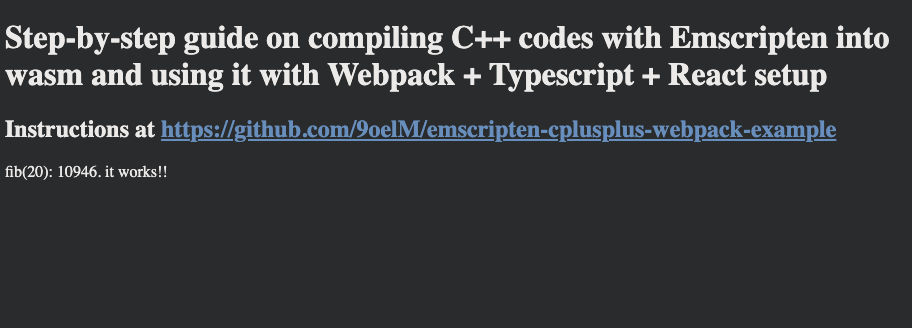 Step-by-step guide on compiling C++ codes with Emscripten into
wasm and using it with Webpack + Typescript + React setup
Instructions at https://github.com/9oelM/emscripten-cplusplus-webpack-example
fib(20): 10946. it works!!